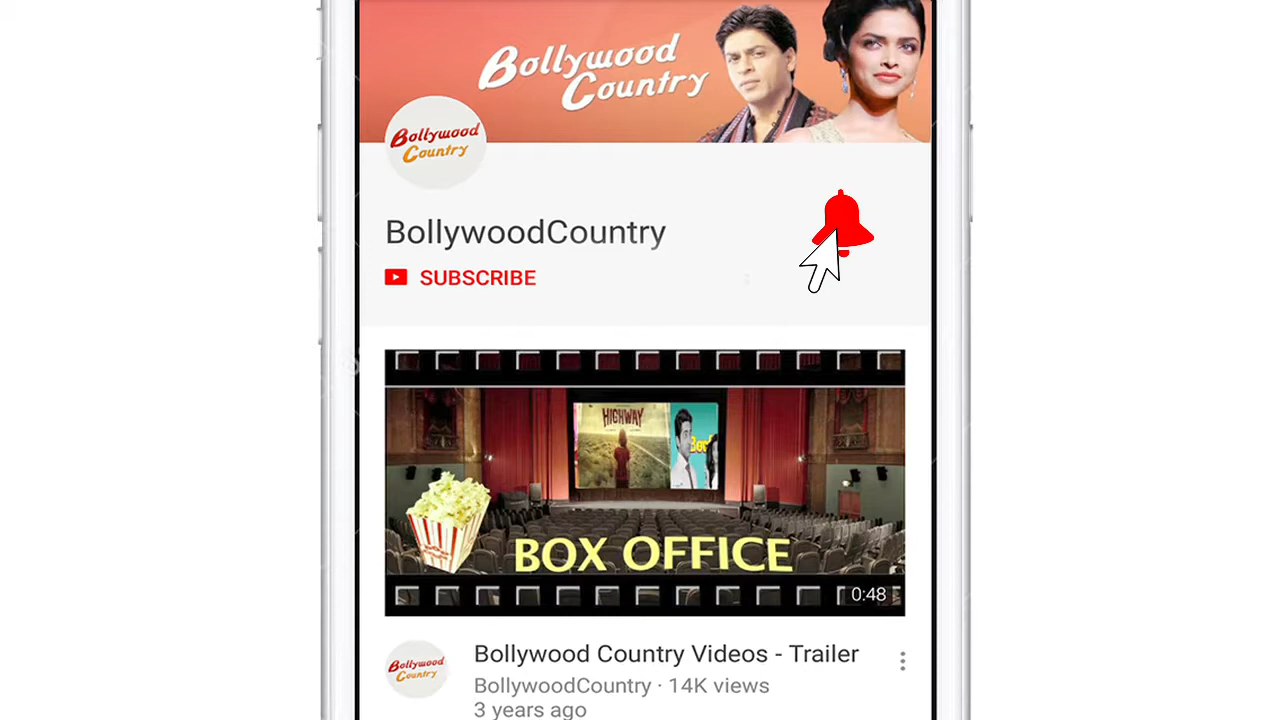 Bollywood
Country
Bollywood
Country
BollywoodCountry
SUBSCRIBE
HIGHWAY
BOX OFFICE
0:48
Bollywood
Country
Bollywood Country Videos - Trailer
BollywoodCountry · 14K views
3 years ago